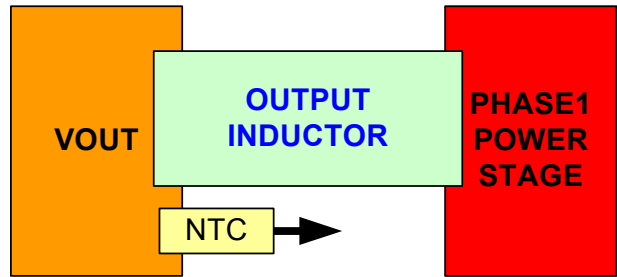 VOUT
OUTPUT
INDUCTOR
PHASE1
POWER
STAGE
NTC